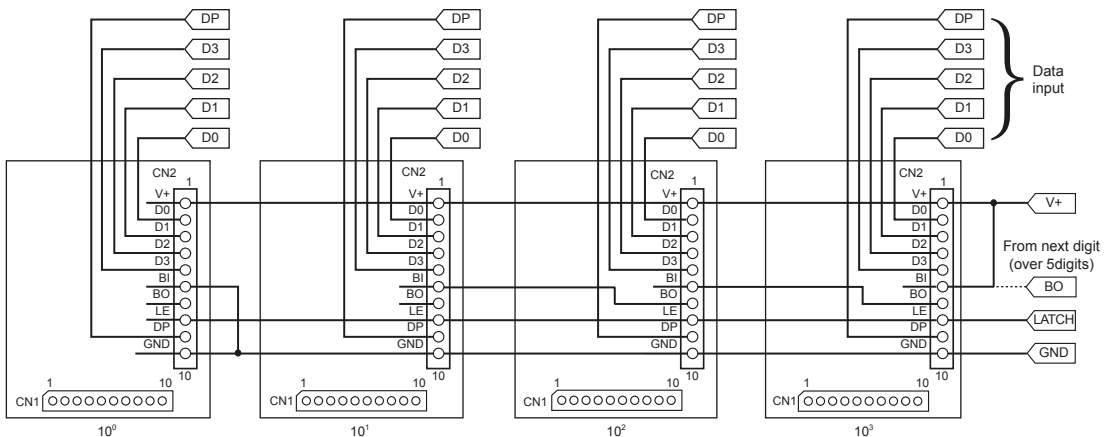 DP DP DP DP
D3 D3 D3 D3
D2 D2 D2 D2
Data
input
D1 D1 D1 D1
D0 D0 D0 D0
CN2 CN2 CN2 CN2
1 1 1 1
V+ V+ V+ V+ V+
D0 D0 D0 D0
D1 D1 D1 D1
D2 D2 D2 D2
From next digit
(over 5digits)
D3 D3 D3 D3
BI BI BI BI BO
BO BO BO BO
LE LE LE LE LATCH
DP DP DP DP
GND GND GND GND GND
10 10 10 10
1 10 1 10 1 10 1 10
CN1 CN1 CN1 CN1
10⁰ 10¹ 10² 10³